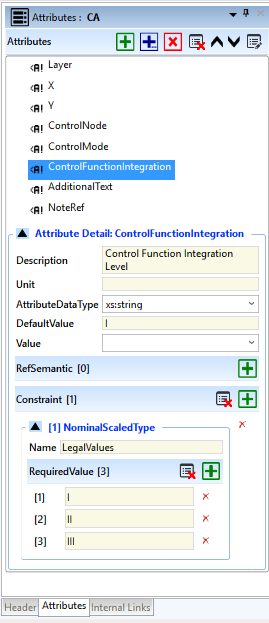 Attributes : CA
Attributes
Layer
X
Y
ControlNode
ControlMode
ControlFunctionIntegration
AdditionalText
NoteRef
Attribute Detail: ControlFunctionIntegration
Description Control Function Integration
Level
Unit
AttributeDataType xs:string
DefaultValue I
Value
RefSemantic [0]
Constraint [1]
[1] NominalScaledType
Name LegalValues
RequiredValue [3]
[1] I
[2] II
[3] III
Header Attributes Internal Links